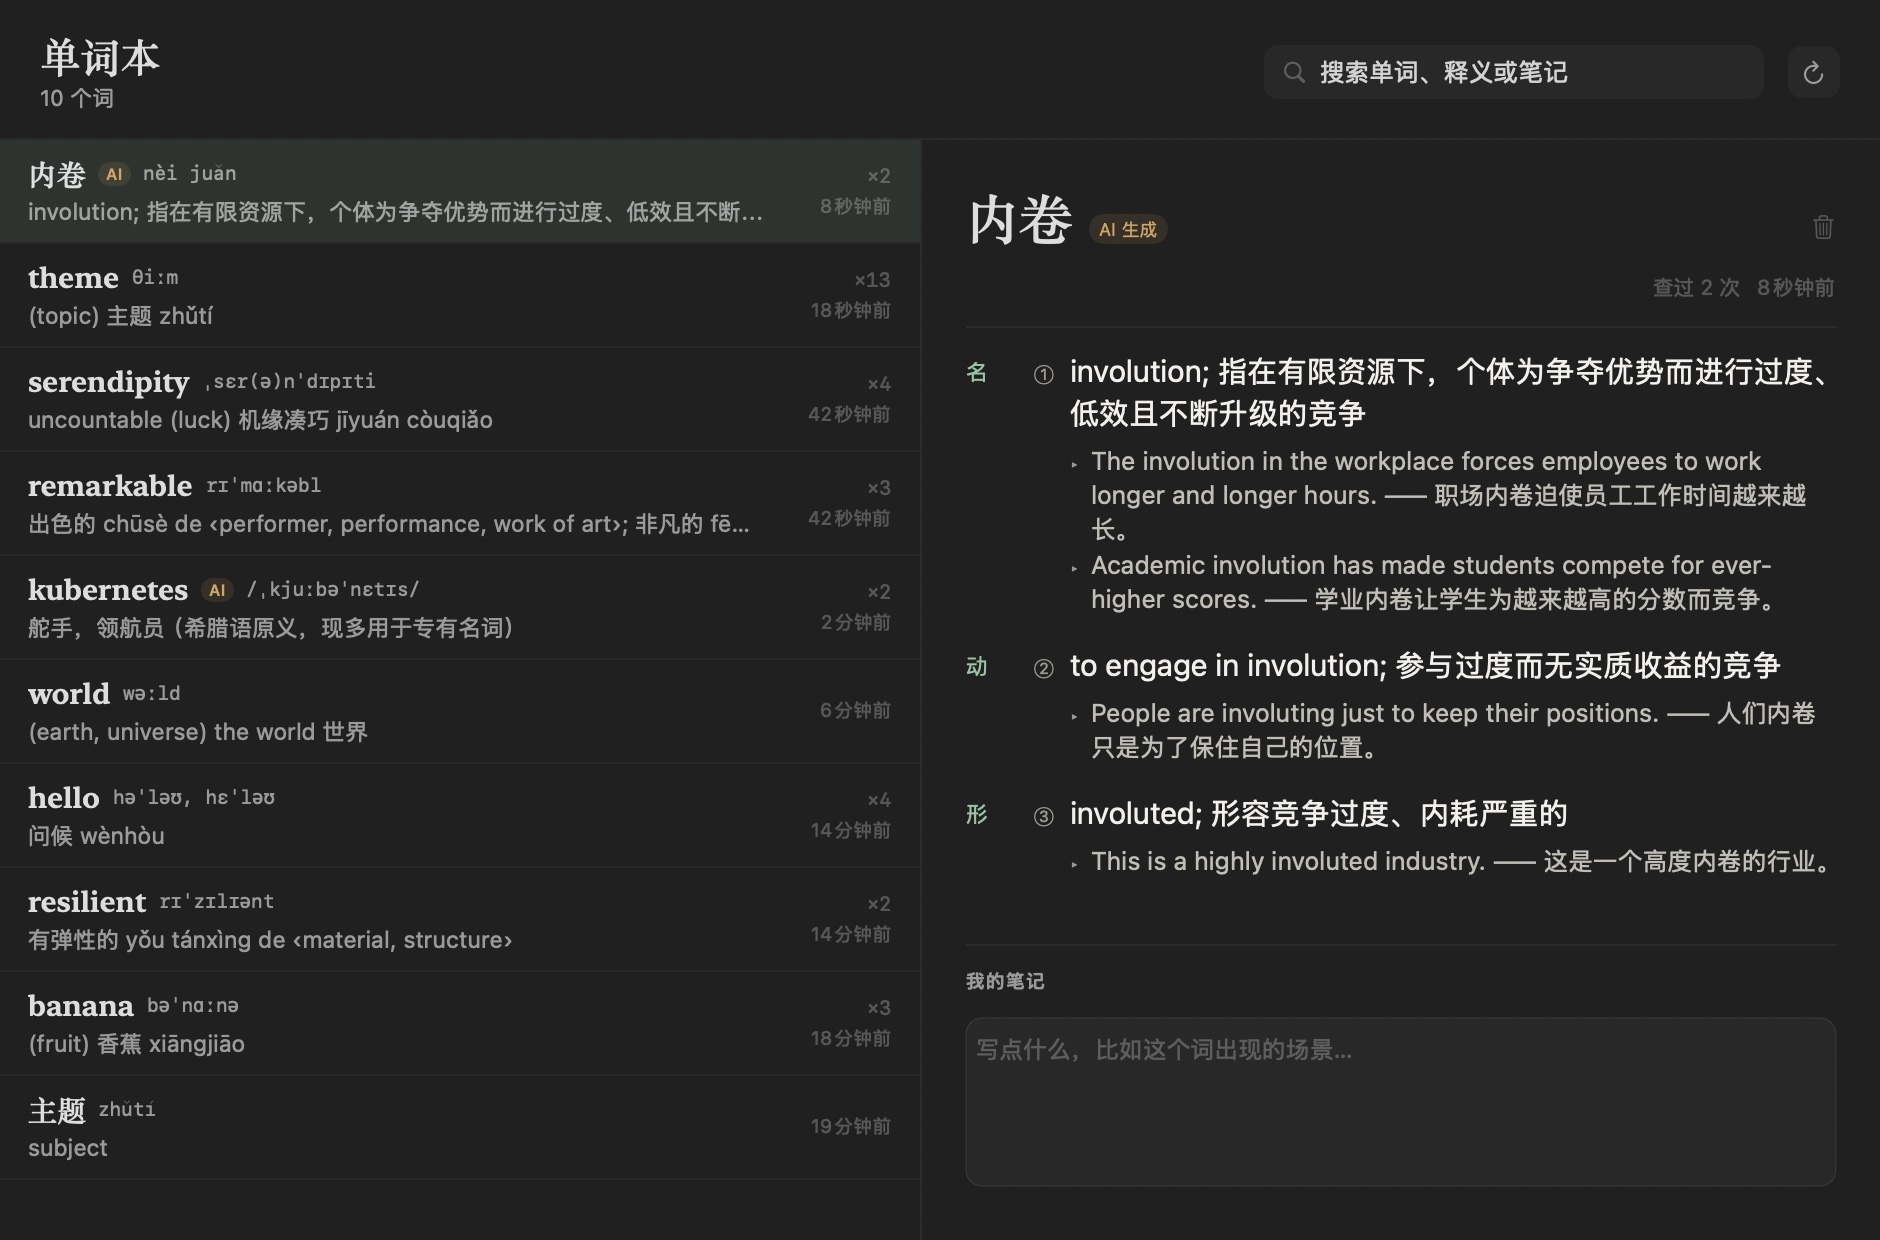 单词本
10 个词
搜索单词、释义或笔记
内卷 AI nèi juǎn
×2
involution; 指在有限资源下，个体为争夺优势而进行过度、低效且不断…
8秒钟前
theme θiːm
×13
(topic) 主题 zhǔtí
18秒钟前
serendipity ˌsɛr(ə)nˈdɪpɪti
×4
uncountable (luck) 机缘凑巧 jīyuán còuqiǎo
42秒钟前
remarkable rɪˈmɑːkəbl
×3
出色的 chūsè de ‹performer, performance, work of art›; 非凡的 fē…
42秒钟前
kubernetes AI /ˌkjuːbəˈnɛtɪs/
×2
舵手，领航员（希腊语原义，现多用于专有名词）
2分钟前
world wəːld
(earth, universe) the world 世界
6分钟前
hello həˈləʊ, hɛˈləʊ
×4
问候 wènhòu
14分钟前
resilient rɪˈzɪlɪənt
×2
有弹性的 yǒu tánxìng de ‹material, structure›
14分钟前
banana bəˈnɑːnə
×3
(fruit) 香蕉 xiāngjiāo
18分钟前
主题 zhǔtí
subject
19分钟前
内卷 AI 生成
查过 2 次 8秒钟前
名 ① involution; 指在有限资源下，个体为争夺优势而进行过度、
低效且不断升级的竞争
▸ The involution in the workplace forces employees to work
longer and longer hours. —— 职场内卷迫使员工工作时间越来越
长。
▸ Academic involution has made students compete for ever-
higher scores. —— 学业内卷让学生为越来越高的分数而竞争。
动 ② to engage in involution; 参与过度而无实质收益的竞争
▸ People are involuting just to keep their positions. —— 人们内卷
只是为了保住自己的位置。
形 ③ involuted; 形容竞争过度、内耗严重的
▸ This is a highly involuted industry. —— 这是一个高度内卷的行业。
我的笔记
写点什么，比如这个词出现的场景…